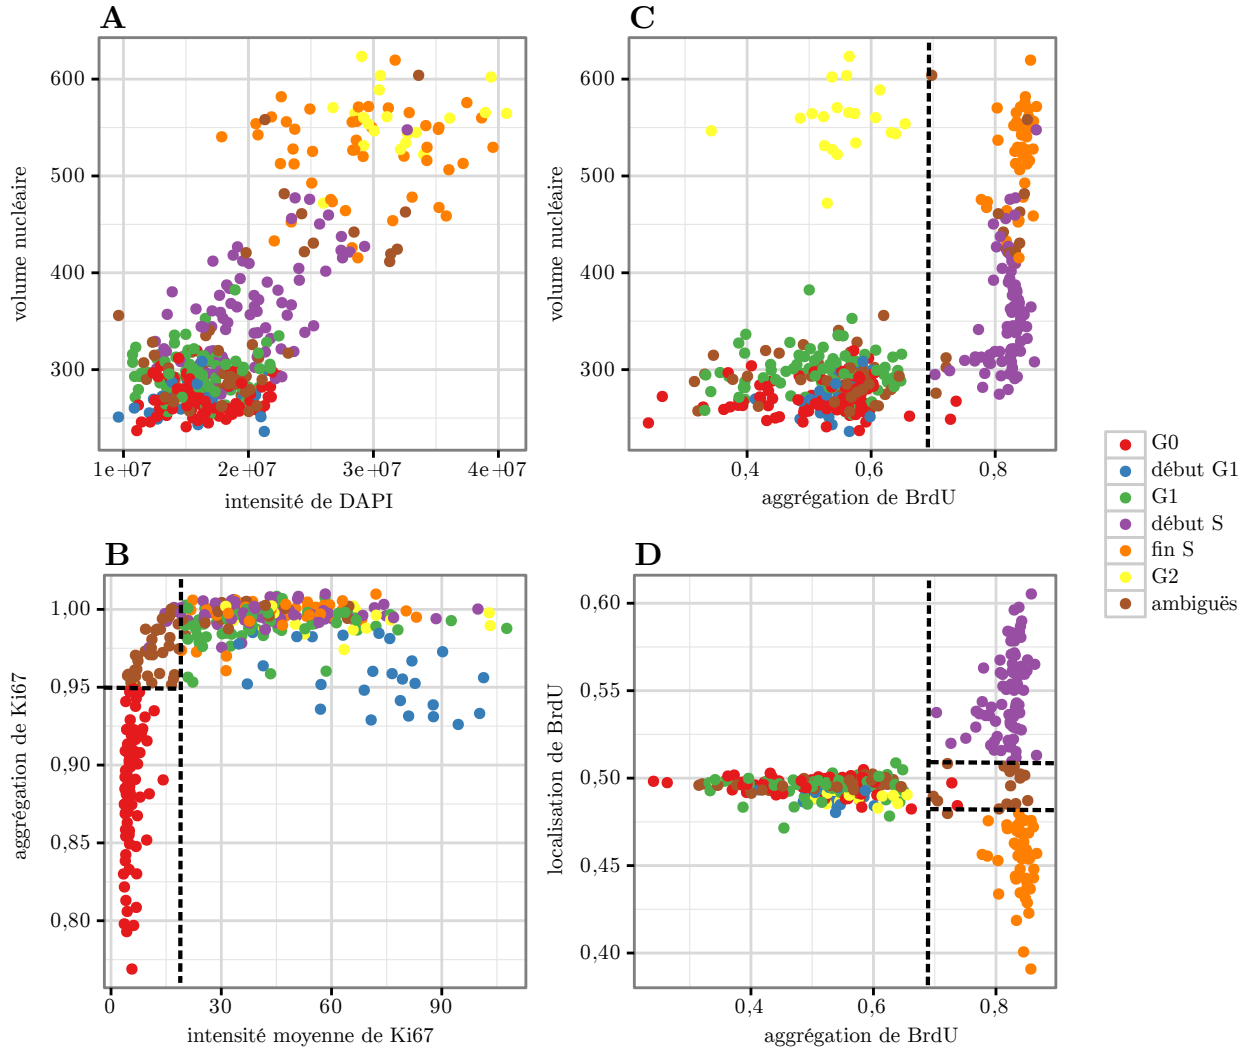 A
600
500
400
300
volume nucléaire
1e+07
2e+07
3e+07
4e+07
intensité de DAPI
C
600
500
400
300
volume nucléaire
0,4
0,6
0,8
aggrégation de BrdU
G0
début G1
G1
début S
fin S
G2
ambiguës
B
1,00
0,95
0,90
0,85
0,80
aggrégation de Ki67
0
30
60
90
intensité moyenne de Ki67
D
0,60
0,55
0,50
0,45
0,40
localisation de BrdU
0,4
0,6
0,8
aggrégation de BrdU